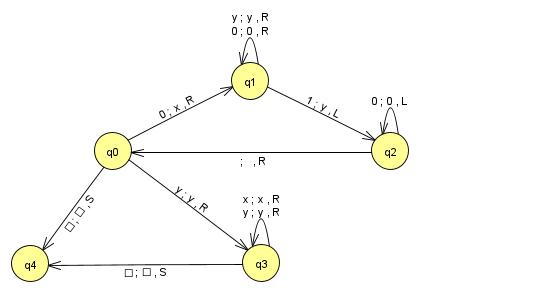 y ; y , R
0 ; 0 , R
q1
0 ; x , R
1 ; y , L
0 ; 0 , L
q0
q2
; , R
y ; y , R
x ; x , R
y ; y , R
□ ; □ , S
q4
□ ; □ , S
q3